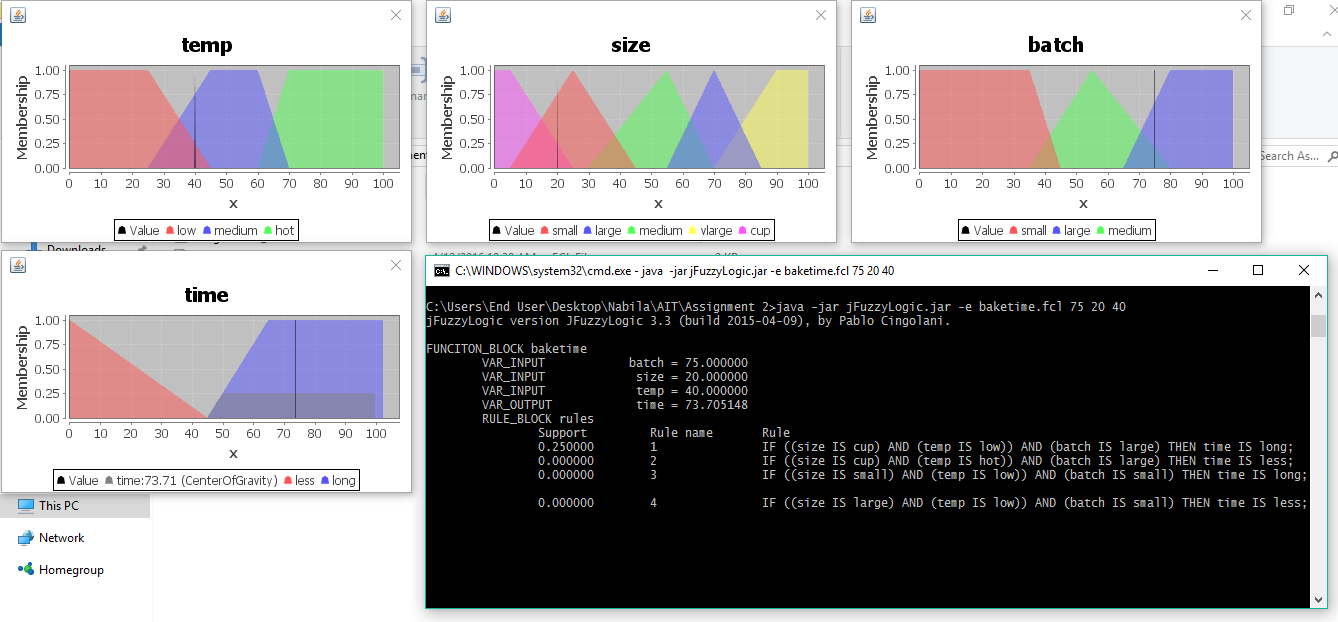 temp
Membership
1.00
0.75
0.50
0.25
0.00
0 10 20 30 40 50 60 70 80 90 100
x
Value low medium hot
size
Membership
1.00
0.75
0.50
0.25
0.00
0 10 20 30 40 50 60 70 80 90 100
x
Value small large medium vlarge cup
batch
Membership
1.00
0.75
0.50
0.25
0.00
0 10 20 30 40 50 60 70 80 90 100
x
Value small large medium
Search As...
Downloads
time
Membership
1.00
0.75
0.50
0.25
0.00
0 10 20 30 40 50 60 70 80 90 100
x
Value time:73.71 (CenterOfGravity) less long
This PC
Network
Homegroup
C:\WINDOWS\system32\cmd.exe - java -jar jFuzzyLogic.jar -e baketime.fcl 75 20 40
C:\Users\End User\Desktop\Nabila\AIT\Assignment 2>java -jar jFuzzyLogic.jar -e baketime.fcl 75 20 40
jFuzzyLogic version JFuzzyLogic 3.3 (build 2015-04-09), by Pablo Cingolani.
FUNCITON_BLOCK baketime
VAR_INPUT batch = 75.000000
VAR_INPUT size = 20.000000
VAR_INPUT temp = 40.000000
VAR_OUTPUT time = 73.705148
RULE_BLOCK rules
Support Rule name Rule
0.250000 1 IF ((size IS cup) AND (temp IS low)) AND (batch IS large) THEN time IS long;
0.000000 2 IF ((size IS cup) AND (temp IS hot)) AND (batch IS large) THEN time IS less;
0.000000 3 IF ((size IS small) AND (temp IS low)) AND (batch IS small) THEN time IS long;
0.000000 4 IF ((size IS large) AND (temp IS low)) AND (batch IS small) THEN time IS less;